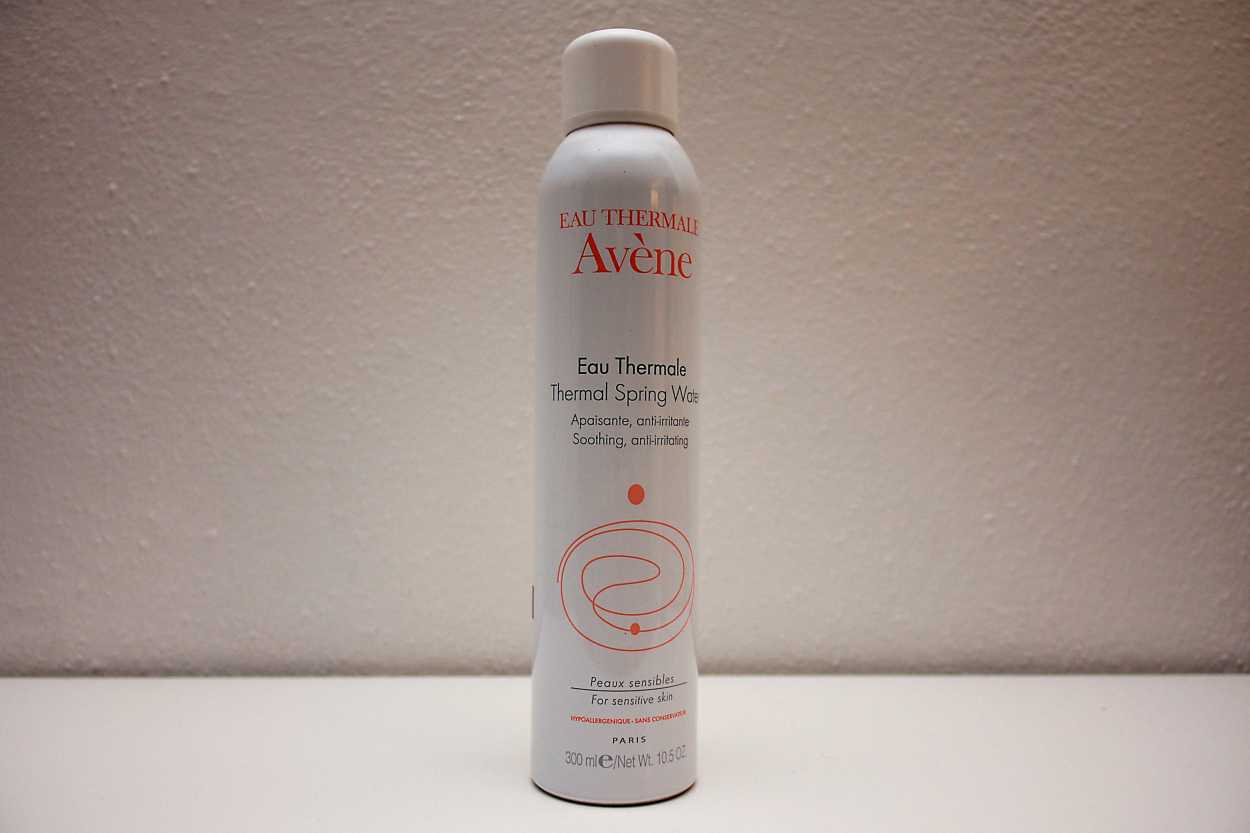 EAU THERMALE
Avène
Eau Thermale
Thermal Spring Water
Apaisante, anti-irritante
Soothing, anti-irritating
Peaux sensibles
For sensitive skin
HYPOALLERGENIQUE - SANS CONSERVATEUR
PARIS
300 ml ℮/Net Wt. 10.5 OZ.